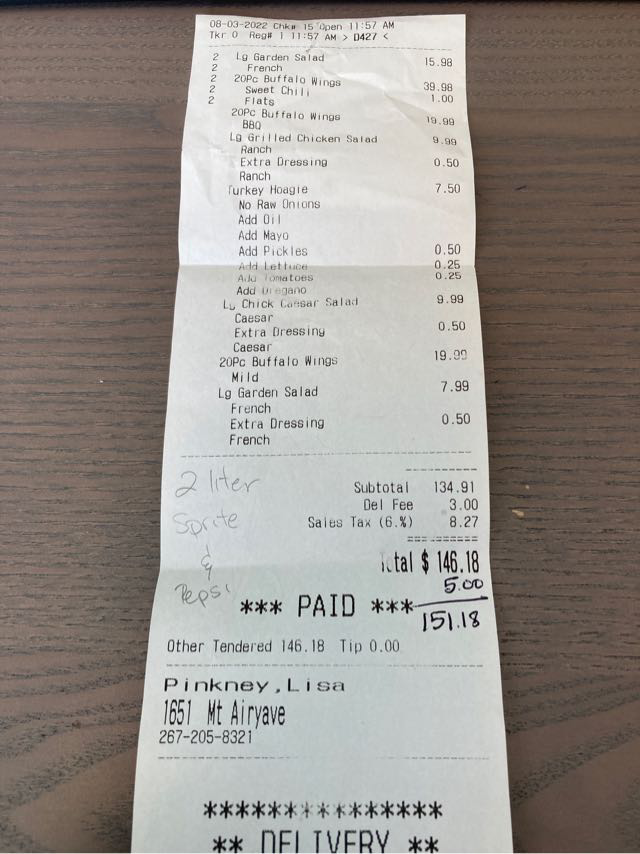 08-03-2022 Chk# 15 Open 11:57 AM
Tkr 0 Reg# 1 11:57 AM > D427 <
2 Lg Garden Salad 15.98
2 French
2 20Pc Buffalo Wings 39.98
2 Sweet Chili
2 Flats 1.00
20Pc Buffalo Wings 19.99
BBQ
Lg Grilled Chicken Salad 9.99
Ranch
Extra Dressing 0.50
Ranch
Turkey Hoagie 7.50
No Raw Onions
Add Oil
Add Mayo
Add Pickles 0.50
Add Lettuce 0.25
Add Tomatoes 0.25
Add Oregano
Lg Chick Caesar Salad 9.99
Caesar
Extra Dressing 0.50
Caesar
20Pc Buffalo Wings 19.99
Mild
Lg Garden Salad 7.99
French
Extra Dressing 0.50
French
2 liter
Sprite
&
Pepsi
Subtotal 134.91
Del Fee 3.00
Sales Tax (6.%) 8.27
Total $ 146.18
5.00
*** PAID ***
151.18
Other Tendered 146.18 Tip 0.00
Pinkney,Lisa
1651 Mt Airyave
267-205-8321
***************
** DELIVERY **